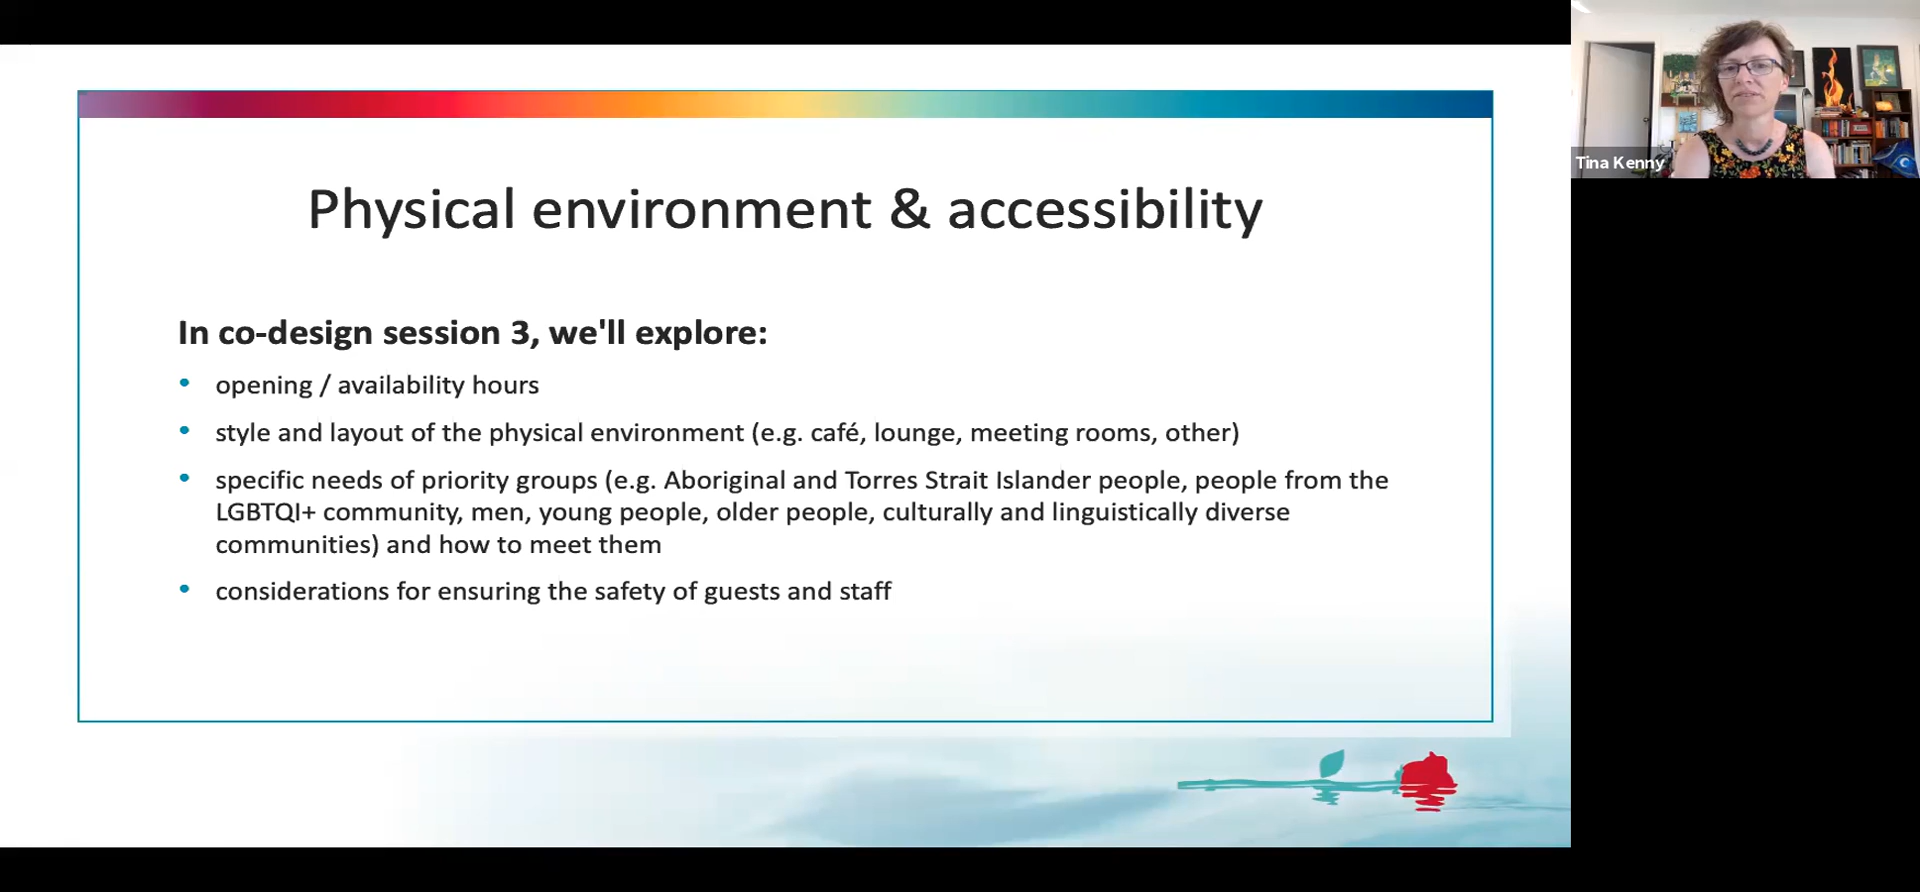 Physical environment & accessibility
In co-design session 3, we'll explore:
• opening / availability hours
• style and layout of the physical environment (e.g. café, lounge, meeting rooms, other)
• specific needs of priority groups (e.g. Aboriginal and Torres Strait Islander people, people from the
LGBTQI+ community, men, young people, older people, culturally and linguistically diverse
communities) and how to meet them
• considerations for ensuring the safety of guests and staff
Tina Kenny